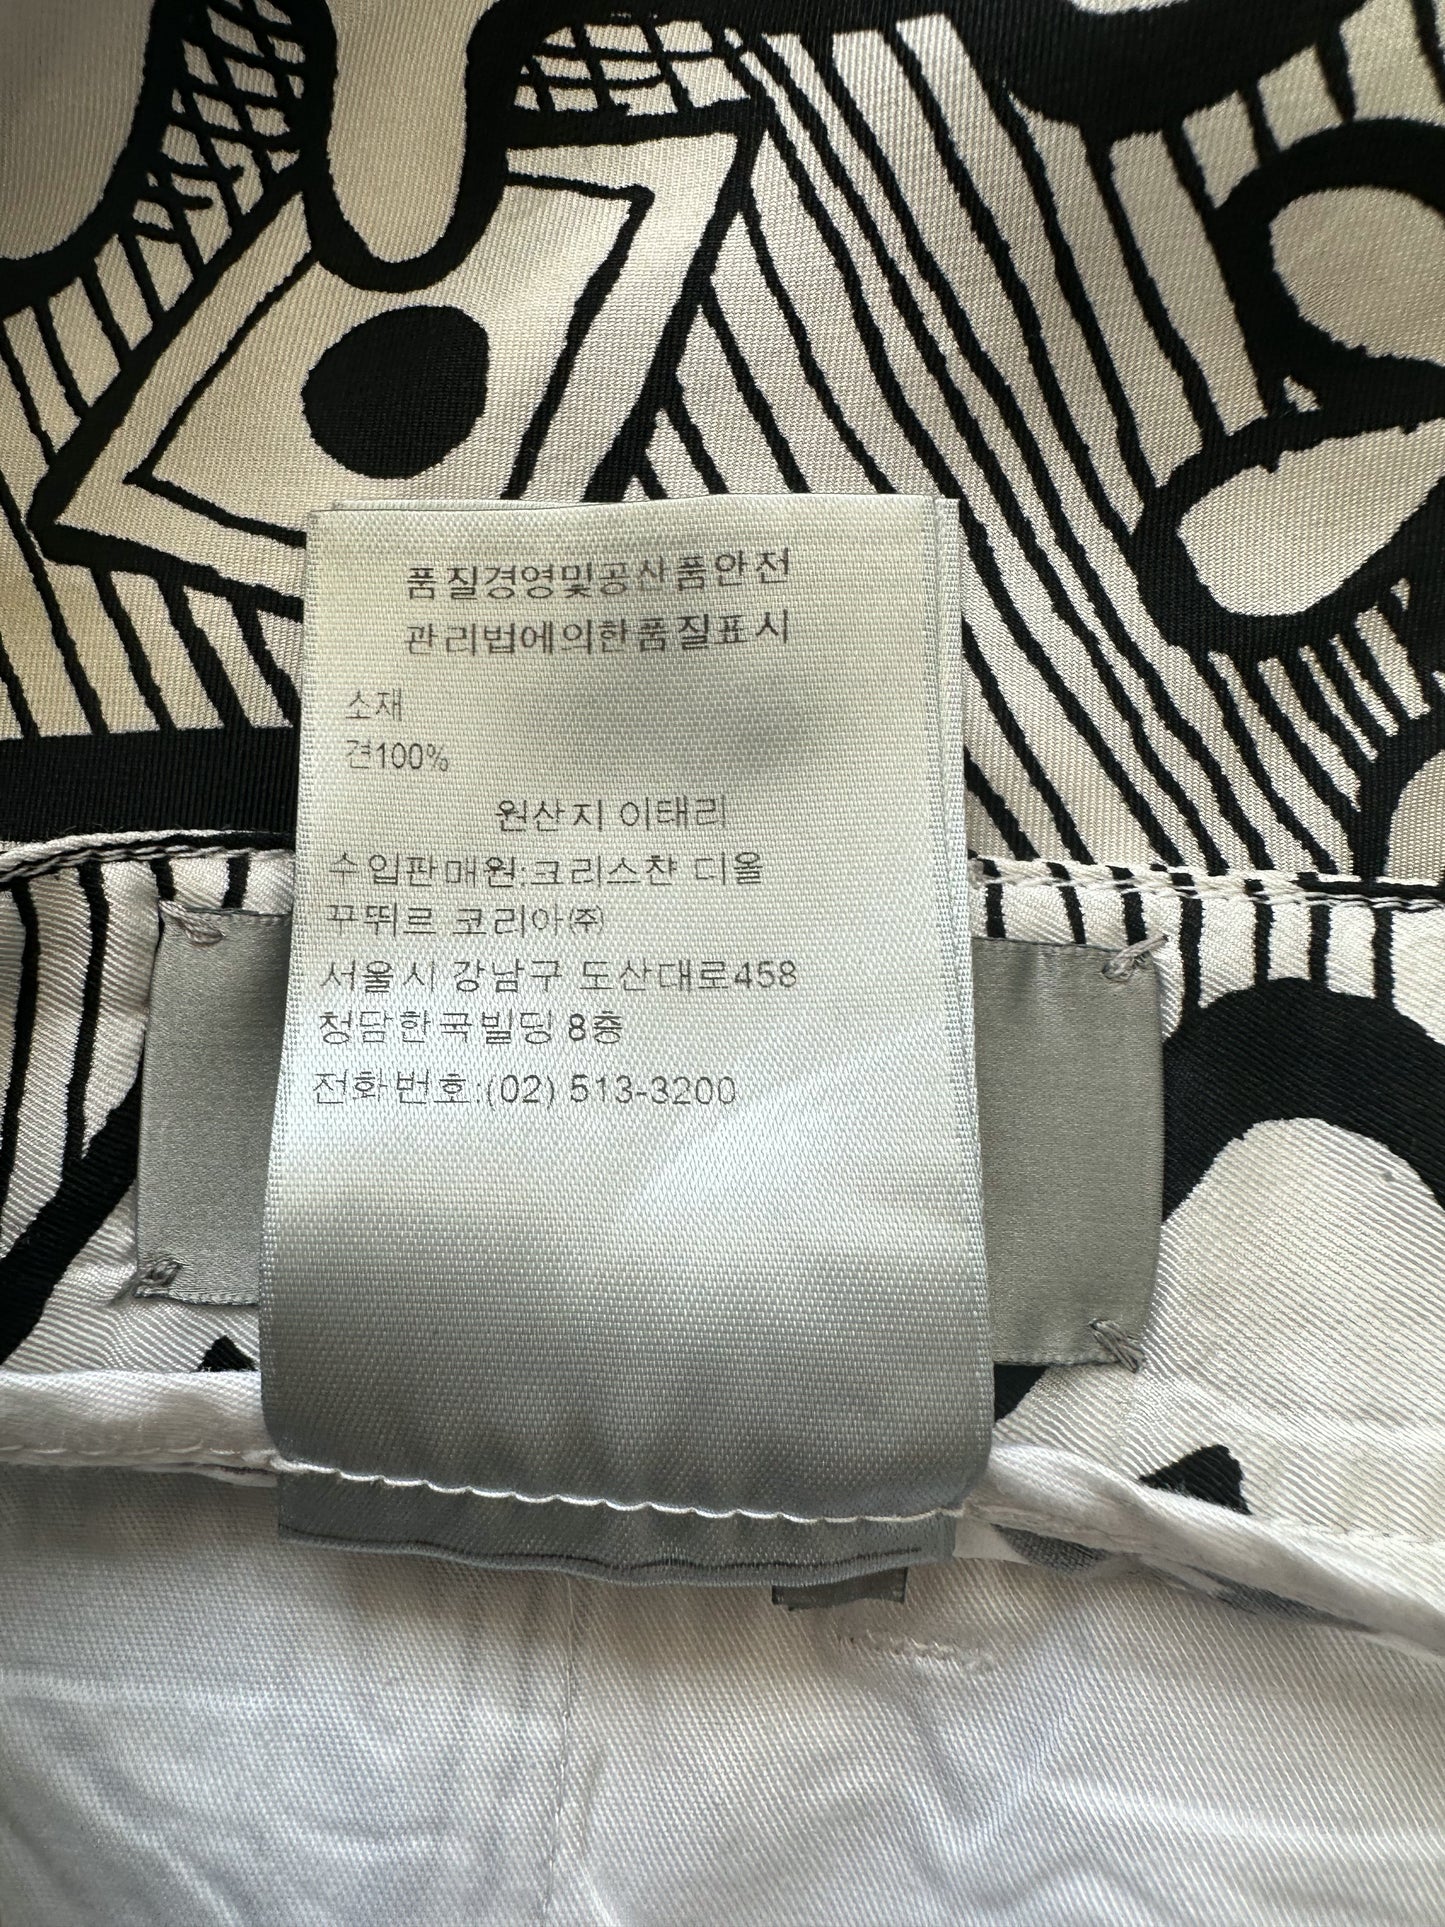 품질경영및공산품안전
관리법에의한품질표시
소재
견100%
원산지 이태리
수입판매원:크리스챤 디올
꾸뛰르 코리아㈜
서울시 강남구 도산대로458
청담한국빌딩 8층
전화번호:(02) 513-3200